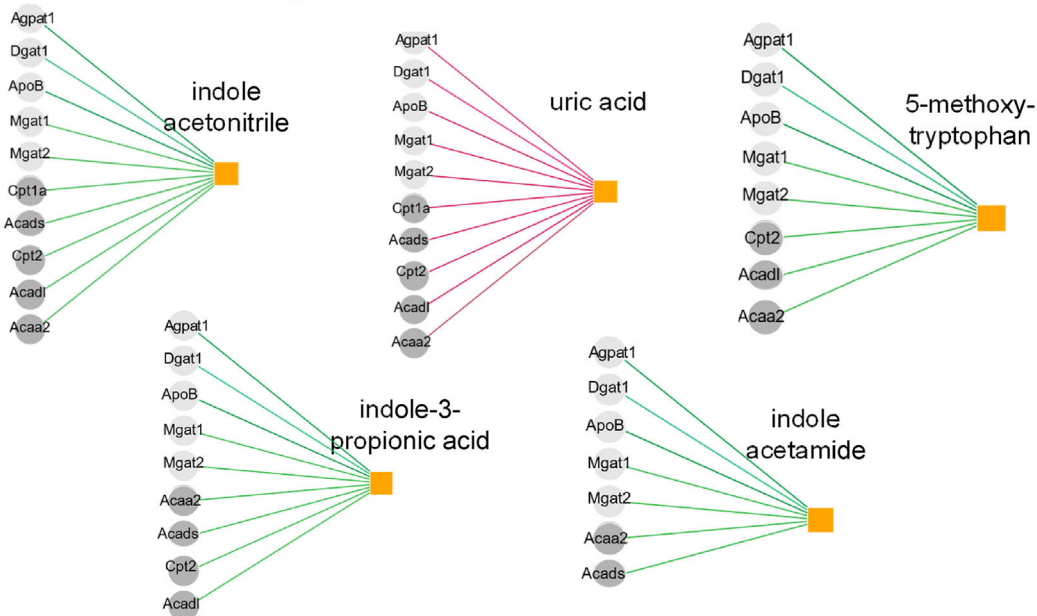 Agpat1
Dgat1
ApoB
Mgat1
Mgat2
Cpt1a
Acads
Cpt2
Acadl
Acaa2
indole
acetonitrile
Agpat1
Dgat1
ApoB
Mgat1
Mgat2
Cpt1a
Acads
Cpt2
Acadl
Acaa2
uric acid
Agpat1
Dgat1
ApoB
Mgat1
Mgat2
Cpt2
Acadl
Acaa2
5-methoxy-
tryptophan
Agpat1
Dgat1
ApoB
Mgat1
Mgat2
Acaa2
Acads
Cpt2
Acadl
indole-3-
propionic acid
Agpat1
Dgat1
ApoB
Mgat1
Mgat2
Acaa2
Acads
indole
acetamide